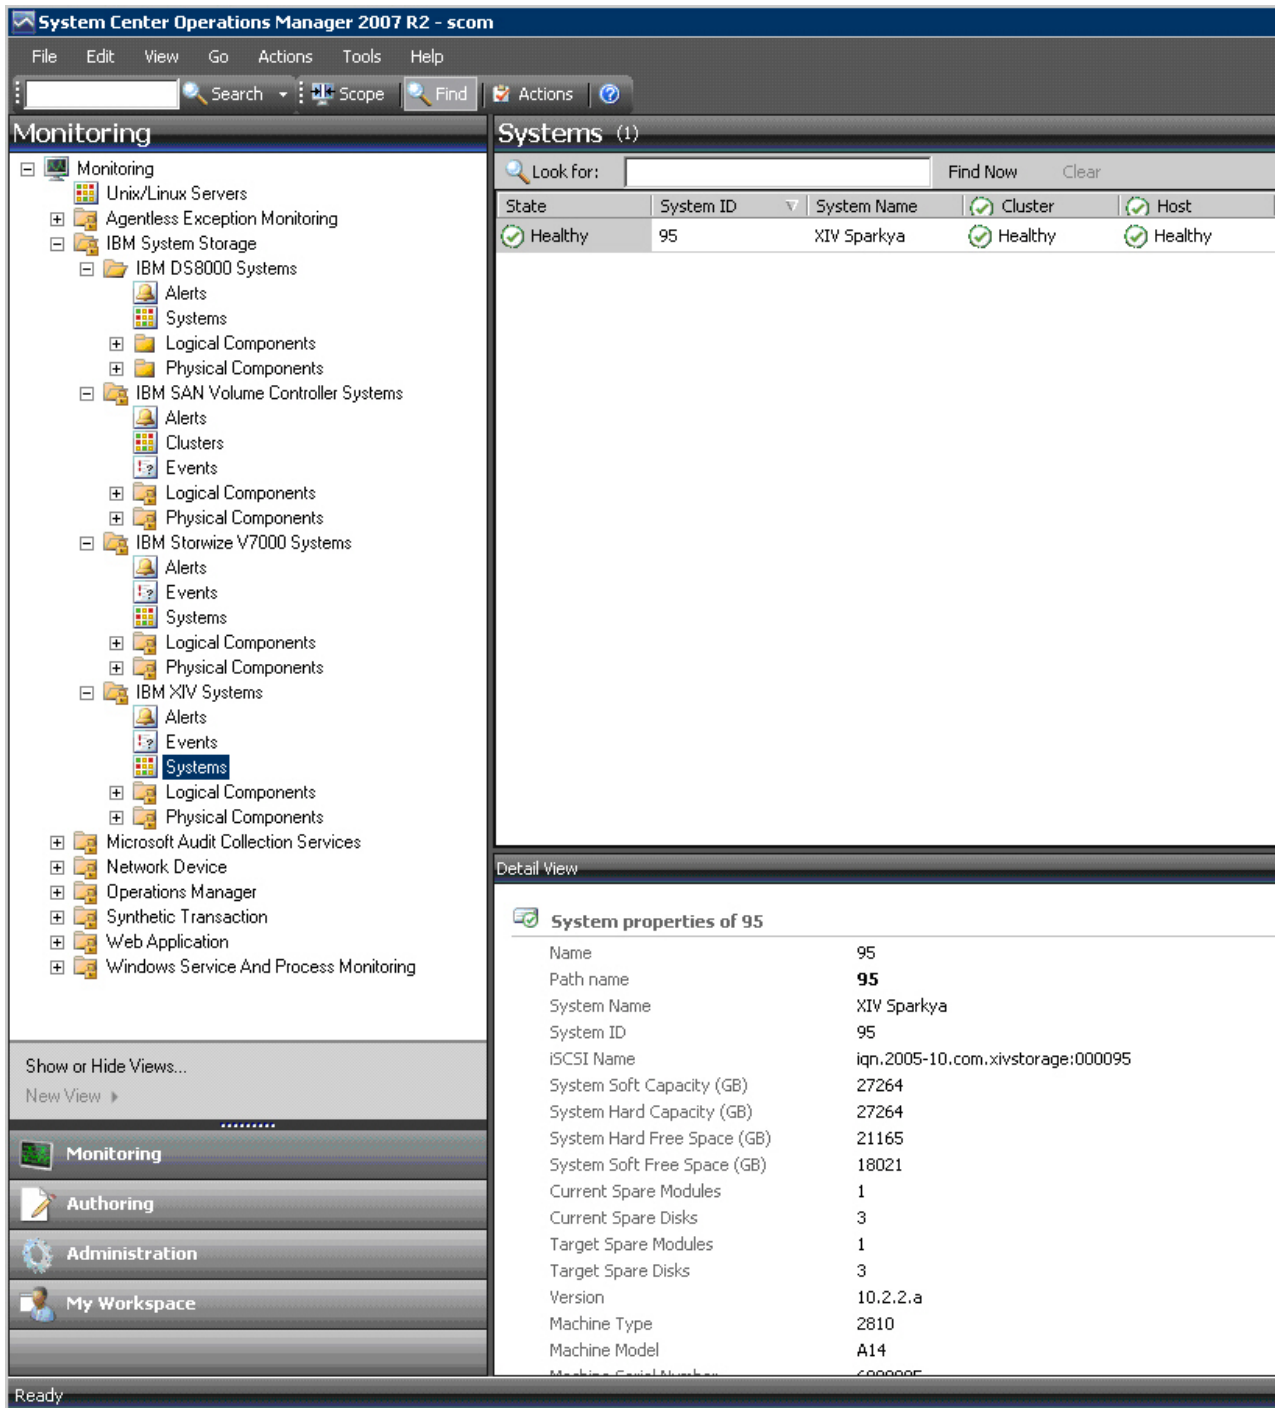 System Center Operations Manager 2007 R2 - scom
File Edit View Go Actions Tools Help
Search Scope Find Actions
Monitoring
Monitoring
Unix/Linux Servers
Agentless Exception Monitoring
IBM System Storage
IBM DS8000 Systems
Alerts
Systems
Logical Components
Physical Components
IBM SAN Volume Controller Systems
Alerts
Clusters
Events
Logical Components
Physical Components
IBM Storwize V7000 Systems
Alerts
Events
Systems
Logical Components
Physical Components
IBM XIV Systems
Alerts
Events
Systems
Logical Components
Physical Components
Microsoft Audit Collection Services
Network Device
Operations Manager
Synthetic Transaction
Web Application
Windows Service And Process Monitoring
Show or Hide Views...
New View
Monitoring
Authoring
Administration
My Workspace
Systems (1)
Look for: Find Now Clear
State System ID System Name Cluster Host
Healthy 95 XIV Sparkya Healthy Healthy
Detail View
System properties of 95
Name 95
Path name 95
System Name XIV Sparkya
System ID 95
iSCSI Name iqn.2005-10.com.xivstorage:000095
System Soft Capacity (GB) 27264
System Hard Capacity (GB) 27264
System Hard Free Space (GB) 21165
System Soft Free Space (GB) 18021
Current Spare Modules 1
Current Spare Disks 3
Target Spare Modules 1
Target Spare Disks 3
Version 10.2.2.a
Machine Type 2810
Machine Model A14
Machine Serial Number
Ready